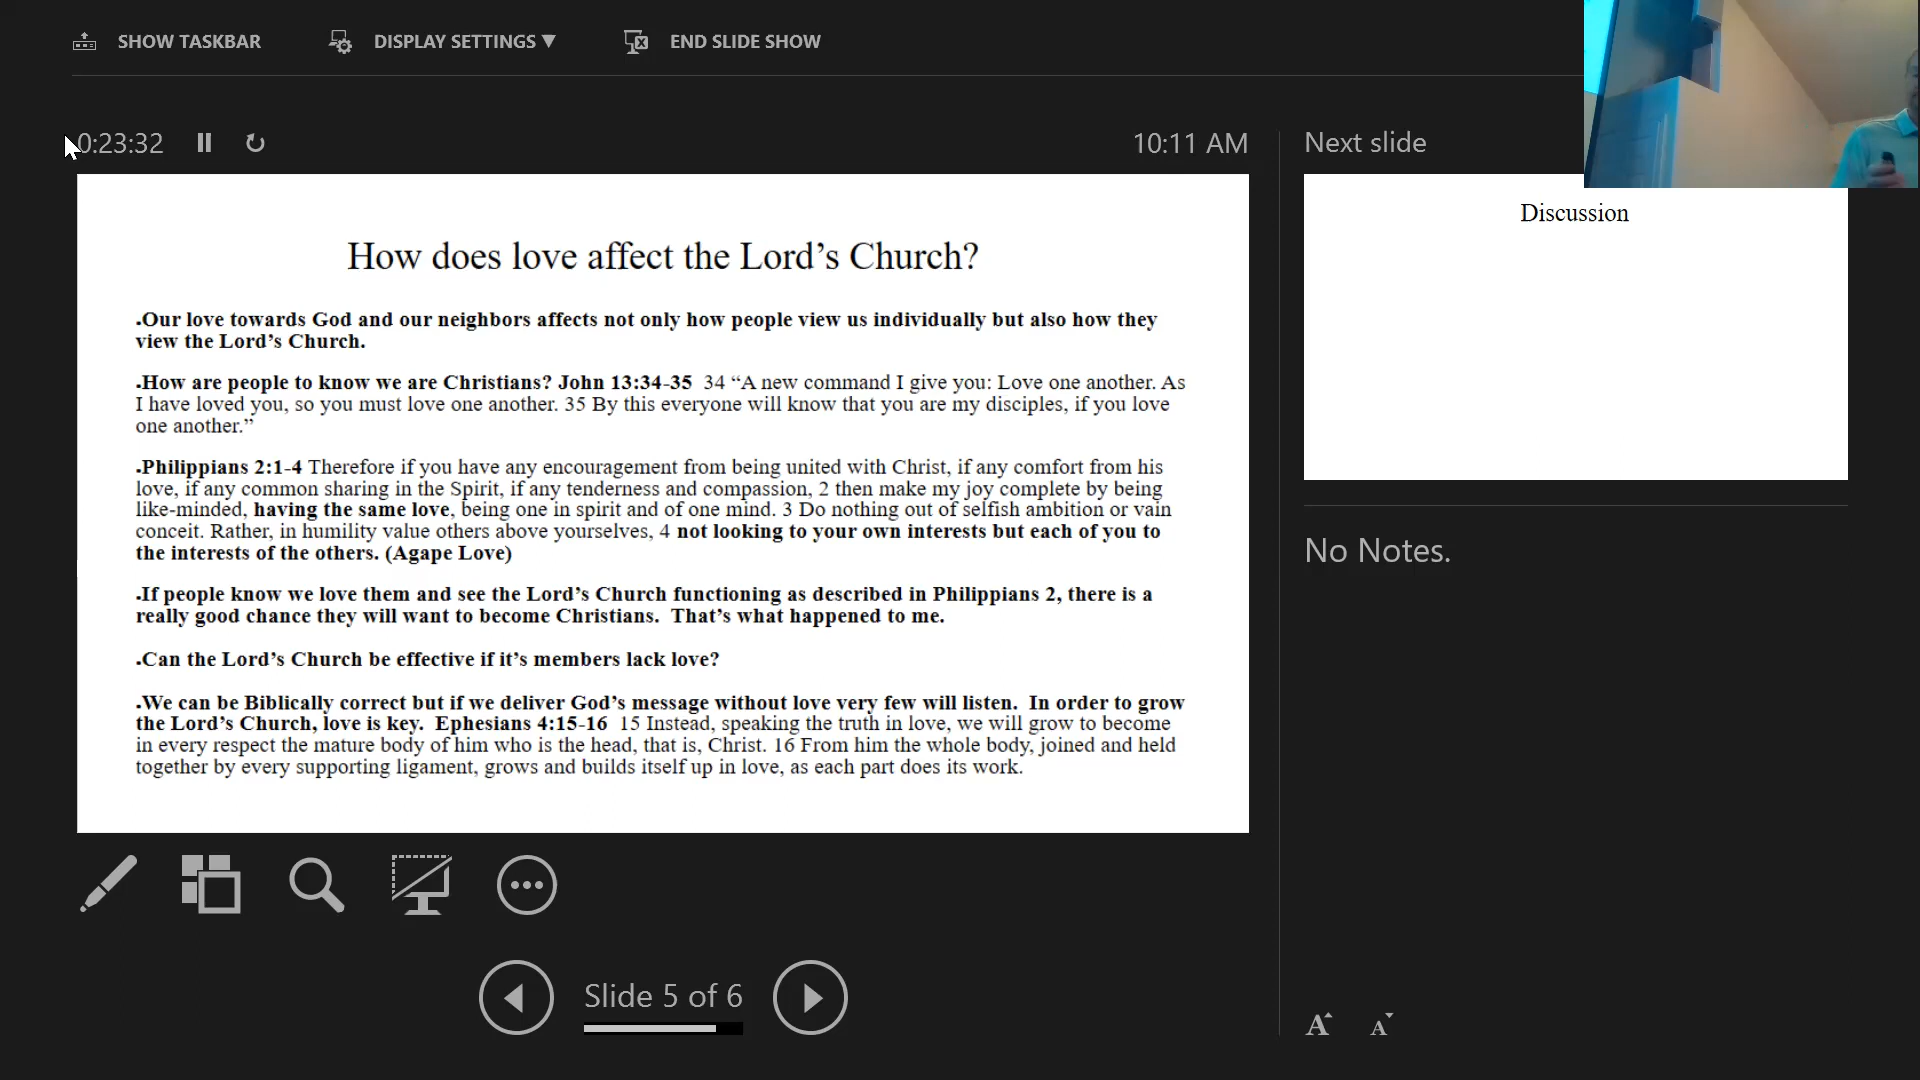 SHOW TASKBAR
DISPLAY SETTINGS ▼
END SLIDE SHOW
0:23:32
10:11 AM
Next slide
How does love affect the Lord’s Church?
.Our love towards God and our neighbors affects not only how people view us individually but also how they
view the Lord’s Church.
.How are people to know we are Christians? John 13:34-35 34 “A new command I give you: Love one another. As
I have loved you, so you must love one another. 35 By this everyone will know that you are my disciples, if you love
one another.”
.Philippians 2:1-4 Therefore if you have any encouragement from being united with Christ, if any comfort from his
love, if any common sharing in the Spirit, if any tenderness and compassion, 2 then make my joy complete by being
like-minded, having the same love, being one in spirit and of one mind. 3 Do nothing out of selfish ambition or vain
conceit. Rather, in humility value others above yourselves, 4 not looking to your own interests but each of you to
the interests of the others. (Agape Love)
.If people know we love them and see the Lord’s Church functioning as described in Philippians 2, there is a
really good chance they will want to become Christians. That’s what happened to me.
.Can the Lord’s Church be effective if it’s members lack love?
.We can be Biblically correct but if we deliver God’s message without love very few will listen. In order to grow
the Lord’s Church, love is key. Ephesians 4:15-16 15 Instead, speaking the truth in love, we will grow to become
in every respect the mature body of him who is the head, that is, Christ. 16 From him the whole body, joined and held
together by every supporting ligament, grows and builds itself up in love, as each part does its work.
Discussion
No Notes.
Slide 5 of 6
A A